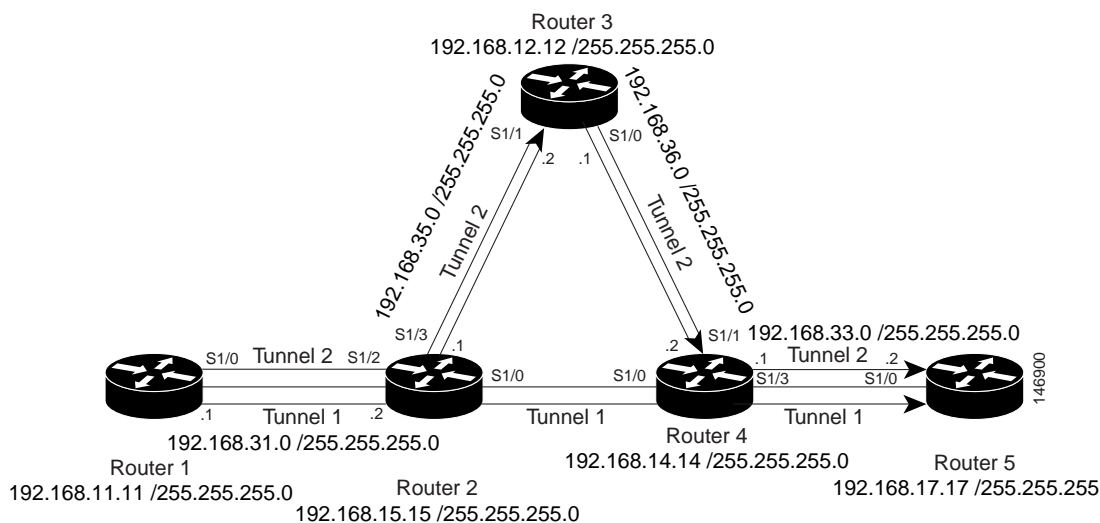 Router 3
192.168.12.12 /255.255.255.0
192.168.35.0 /255.255.255.0
192.168.36.0 /255.255.255.0
S1/1
S1/0
.2
.1
Tunnel 2
Tunnel 2
S1/3
.1
.2
S1/1
192.168.33.0 /255.255.255.0
S1/0
Tunnel 2
S1/2
.1
Tunnel 2
.2
S1/0
S1/0
S1/3
S1/0
146900
.1
Tunnel 1
.2
Tunnel 1
Tunnel 1
192.168.31.0 /255.255.255.0
Router 4
192.168.14.14 /255.255.255.0
Router 1
192.168.11.11 /255.255.255.0
Router 2
192.168.15.15 /255.255.255.0
Router 5
192.168.17.17 /255.255.255